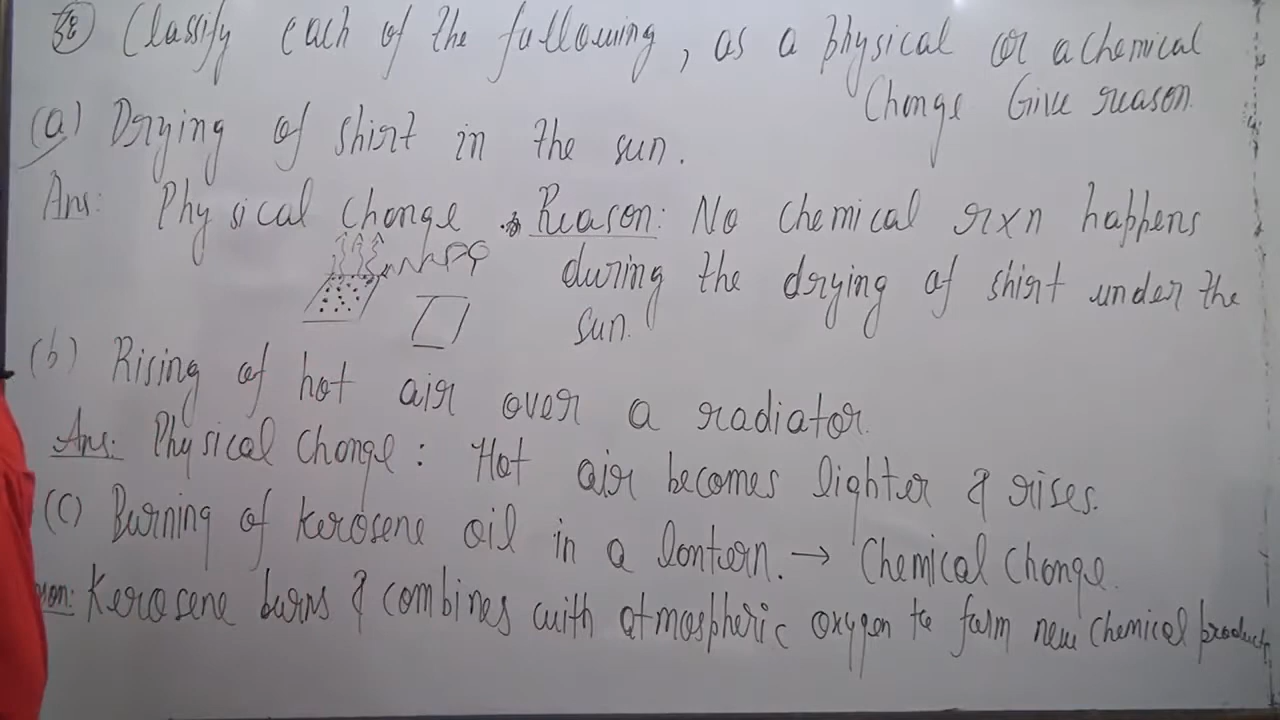 38 Classify each of the following, as a physical or a chemical
Change Give reason.
(a) Drying of shirt in the sun.
Ans: Physical Change. Reason: No chemical rxn happens
during the drying of shirt under the
sun.
(b) Rising of hot air over a radiator.
Ans: Physical Change: Hot air becomes lighter & rises.
(C) Burning of kerosene oil in a lantern. → Chemical Change.
Kerosene burns & combines with atmospheric oxygen to form new chemical products